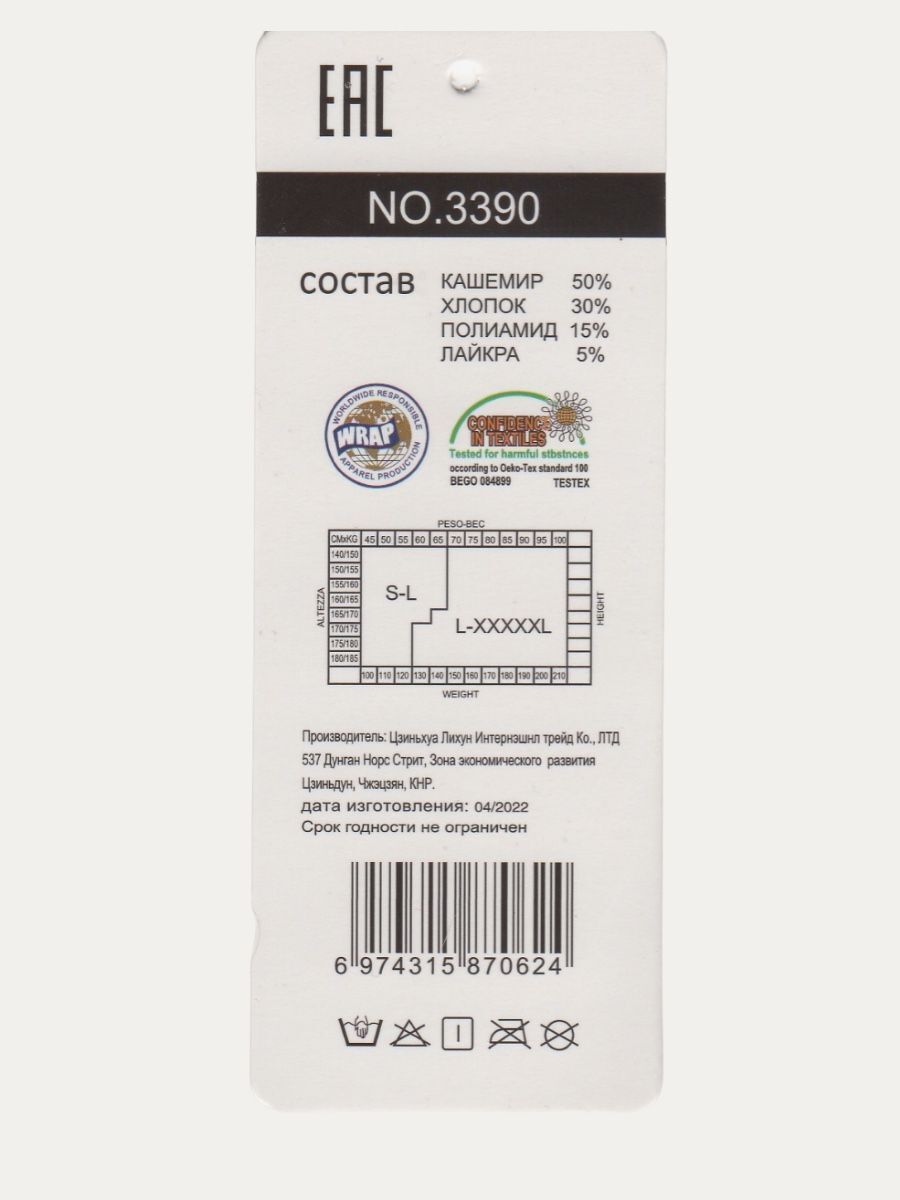 ЕАС
NO.3390
состав
КАШЕМИР 50%
ХЛОПОК 30%
ПОЛИАМИД 15%
ЛАЙКРА 5%
WORLDWIDE RESPONSIBLE
WRAP
APPAREL PRODUCTION
CONFIDENCE
IN TEXTILES
Tested for harmful stbstnces
occording to Oeko-Tex standard 100
BEGO 084899 TESTEX
PESO-BEC
CMxKG 45 50 55 60 65 70 75 80 85 90 95 100
140/150
150/155
155/160
160/165
165/170
170/175
175/180
180/185
ALTEZZA
S-L
L-XXXXXL
HEIGHT
100 110 120 130 140 150 160 170 180 190 200 210
WEIGHT
Производитель: Цзиньхуа Лихун Интернэшнл трейд Ко., ЛТД
537 Дунган Норс Стрит, Зона экономического развития
Цзиньдун, Чжэцзян, КНР.
дата изготовления: 04/2022
Срок годности не ограничен
6 974315 870624